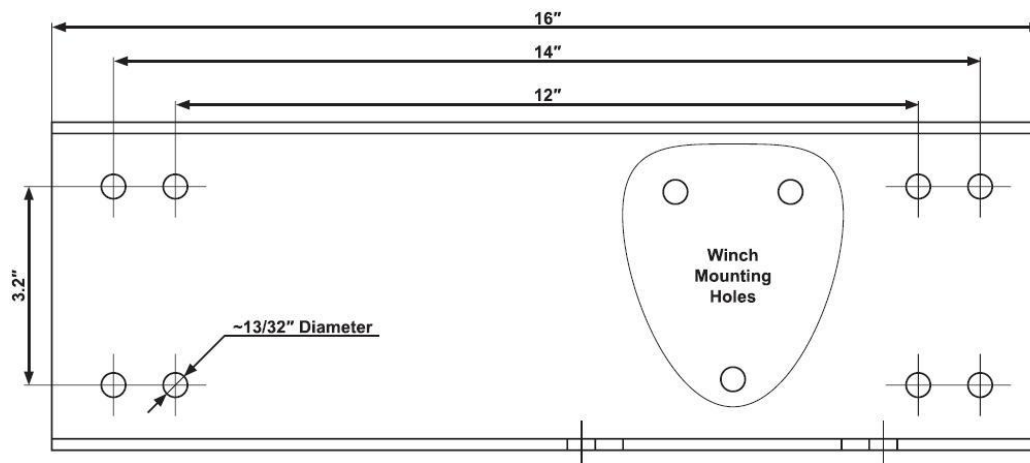 16″
14″
12″
3.2″
~13/32″ Diameter
Winch
Mounting
Holes